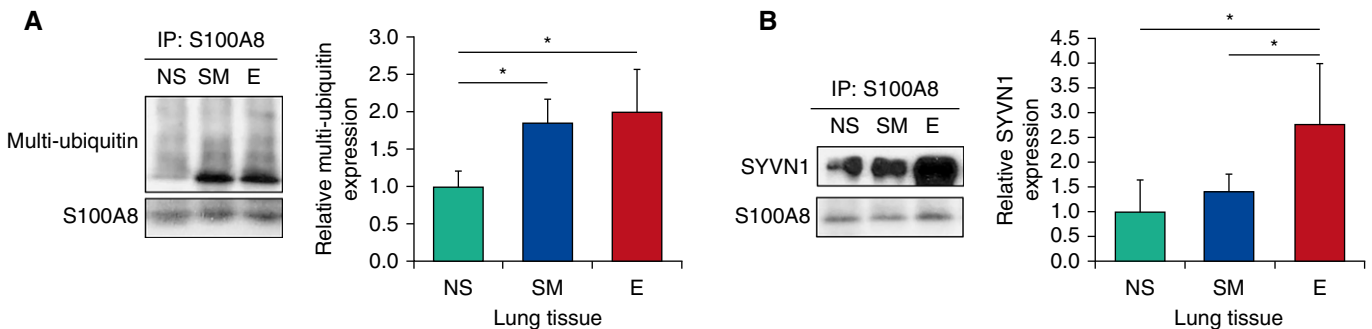 A
IP: S100A8
NS SM E
Multi-ubiquitin
S100A8
Relative multi-ubiquitin
expression
3.0
2.5
2.0
1.5
1.0
0.5
0.0
*
*
NS SM E
Lung tissue
B
IP: S100A8
NS SM E
SYVN1
S100A8
Relative SYVN1
expression
4.5
4.0
3.5
3.0
2.5
2.0
1.5
1.0
0.5
0.0
*
*
NS SM E
Lung tissue